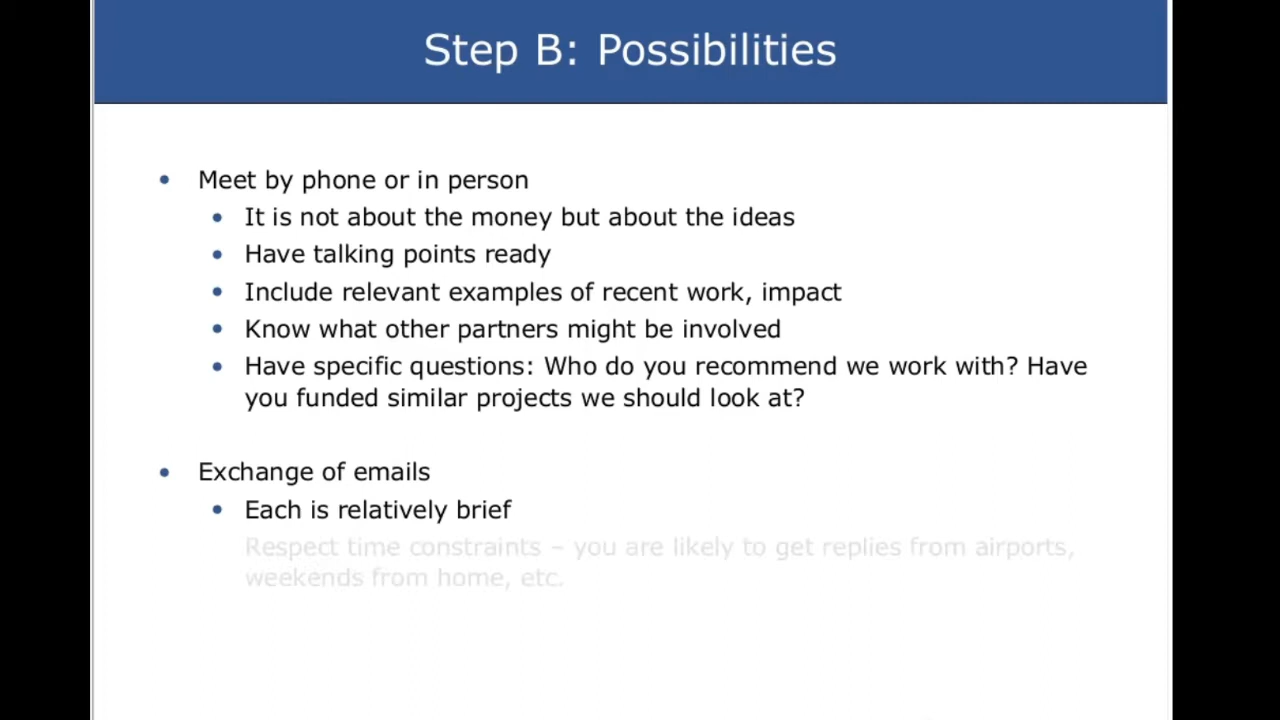 Step B: Possibilities
• Meet by phone or in person
• It is not about the money but about the ideas
• Have talking points ready
• Include relevant examples of recent work, impact
• Know what other partners might be involved
• Have specific questions: Who do you recommend we work with? Have
you funded similar projects we should look at?
• Exchange of emails
• Each is relatively brief
Respect time constraints – you are likely to get replies from airports,
weekends from home, etc.